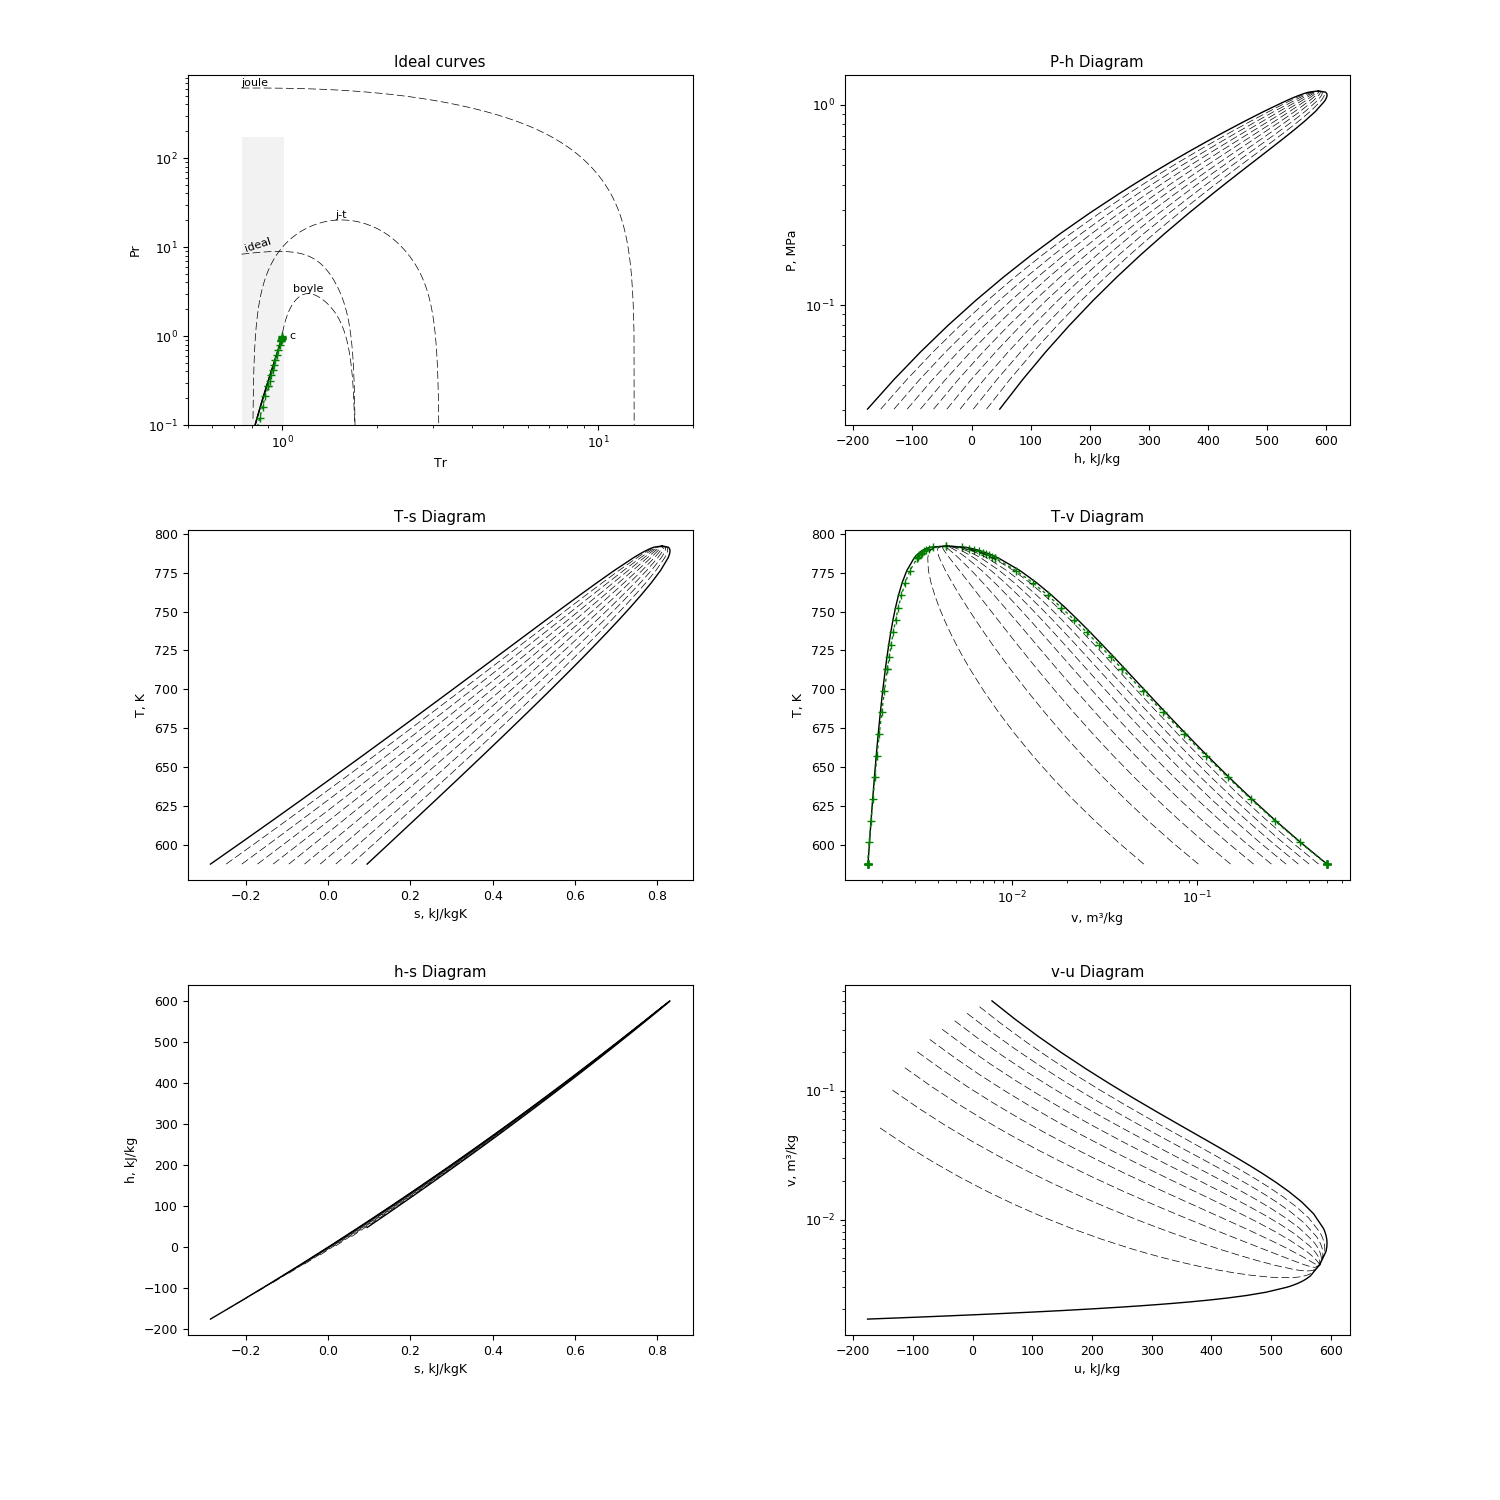 Ideal curves
joule
j-t
ideal
boyle
c
10²
10¹
10⁰
10⁻¹
Pr
10⁰ 10¹
Tr
P-h Diagram
10⁰
10⁻¹
P, MPa
−200 −100 0 100 200 300 400 500 600
h, kJ/kg
T-s Diagram
800
775
750
725
700
675
650
625
600
T, K
−0.2 0.0 0.2 0.4 0.6 0.8
s, kJ/kgK
T-v Diagram
800
775
750
725
700
675
650
625
600
T, K
10⁻² 10⁻¹
v, m³/kg
h-s Diagram
600
500
400
300
200
100
0
−100
−200
h, kJ/kg
−0.2 0.0 0.2 0.4 0.6 0.8
s, kJ/kgK
v-u Diagram
10⁻¹
10⁻²
v, m³/kg
−200 −100 0 100 200 300 400 500 600
u, kJ/kg